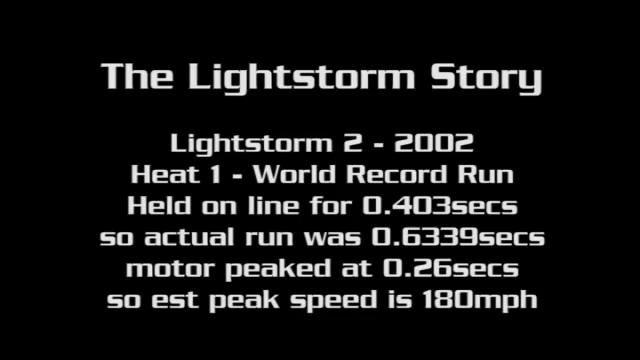 The Lightstorm Story
Lightstorm 2 - 2002
Heat 1 - World Record Run
Held on line for 0.403secs
so actual run was 0.6339secs
motor peaked at 0.26secs
so est peak speed is 180mph